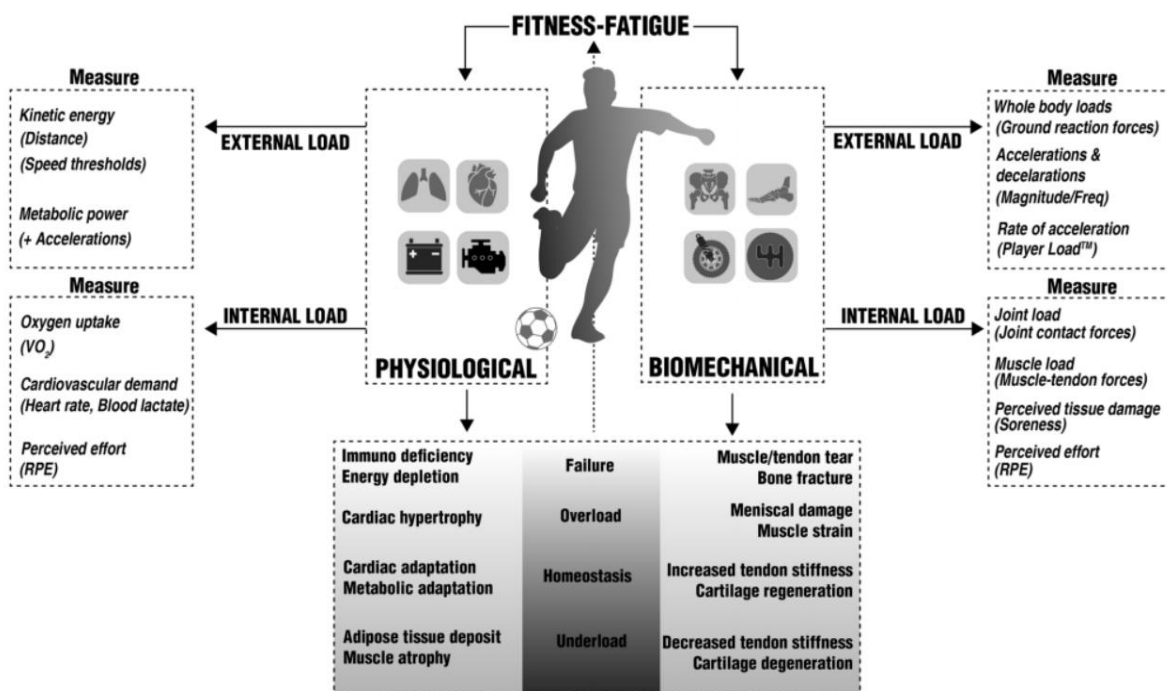 FITNESS-FATIGUE
Measure
Kinetic energy
(Distance)
(Speed thresholds)
Metabolic power
(+ Accelerations)
EXTERNAL LOAD
Measure
Oxygen uptake
(VO2)
Cardiovascular demand
(Heart rate, Blood lactate)
Perceived effort
(RPE)
INTERNAL LOAD
PHYSIOLOGICAL
BIOMECHANICAL
EXTERNAL LOAD
Measure
Whole body loads
(Ground reaction forces)
Accelerations &
decelarations
(Magnitude/Freq)
Rate of acceleration
(Player Load™)
INTERNAL LOAD
Measure
Joint load
(Joint contact forces)
Muscle load
(Muscle-tendon forces)
Perceived tissue damage
(Soreness)
Perceived effort
(RPE)
Immuno deficiency
Energy depletion
Failure
Muscle/tendon tear
Bone fracture
Cardiac hypertrophy
Overload
Meniscal damage
Muscle strain
Cardiac adaptation
Metabolic adaptation
Homeostasis
Increased tendon stiffness
Cartilage regeneration
Adipose tissue deposit
Muscle atrophy
Underload
Decreased tendon stiffness
Cartilage degeneration